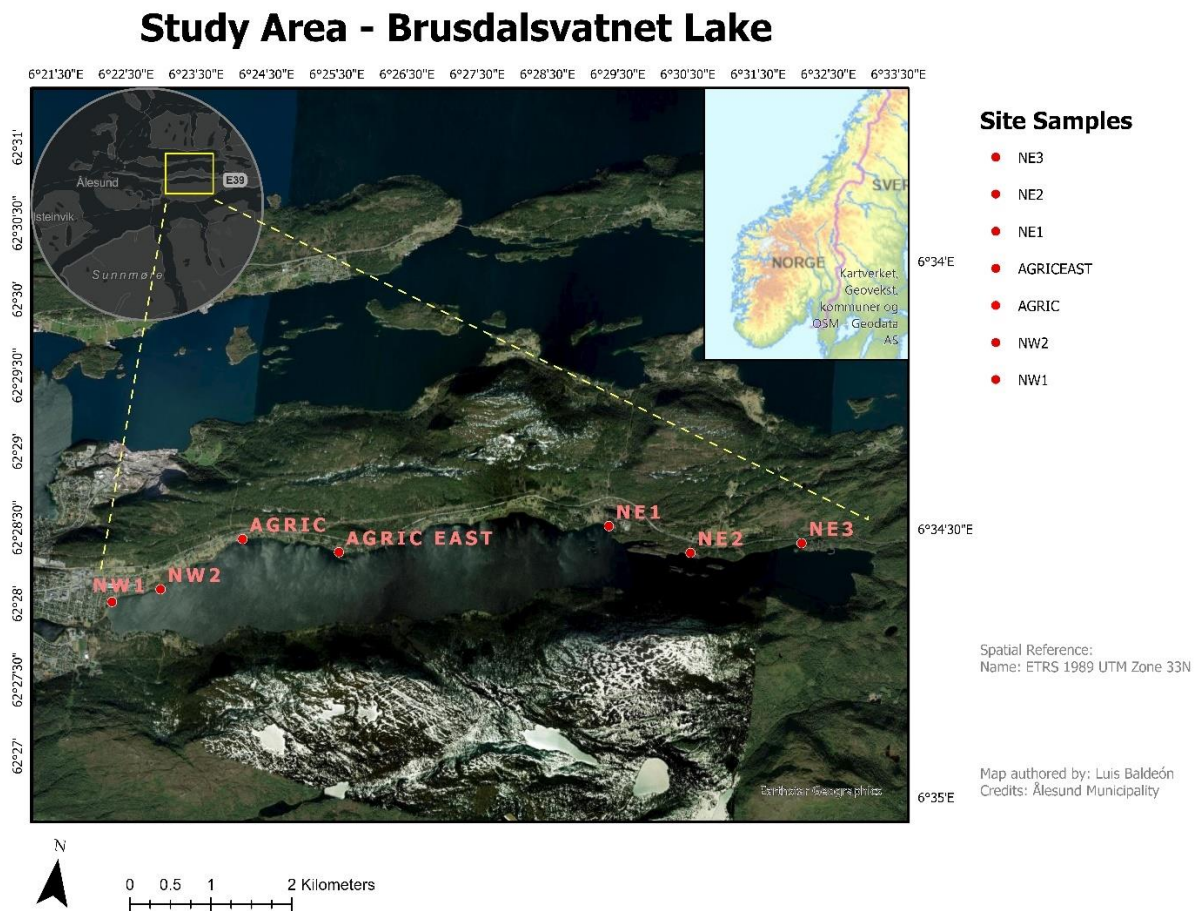 Study Area - Brusdalsvatnet Lake
6°21'30"E 6°22'30"E 6°23'30"E 6°24'30"E 6°25'30"E 6°26'30"E 6°27'30"E 6°28'30"E 6°29'30"E 6°30'30"E 6°31'30"E 6°32'30"E 6°33'30"E
62°31'
62°30'30"
62°30'
62°29'30"
62°29'
62°28'30"
62°28'
62°27'30"
62°27'
Ålesund
E39
steinvik
Sunnmøre
SVER
NORGE
Kartverket,
Geovekst,
kommuner og
OSM - Geodata
AS
6°34'E
6°34'30"E
6°35'E
NW1
NW2
AGRIC
AGRIC EAST
NE1
NE2
NE3
Earthstar Geographics
Site Samples
NE3
NE2
NE1
AGRICEAST
AGRIC
NW2
NW1
Spatial Reference:
Name: ETRS 1989 UTM Zone 33N
Map authored by: Luis Baldeón
Credits: Ålesund Municipality
N
0 0.5 1 2 Kilometers